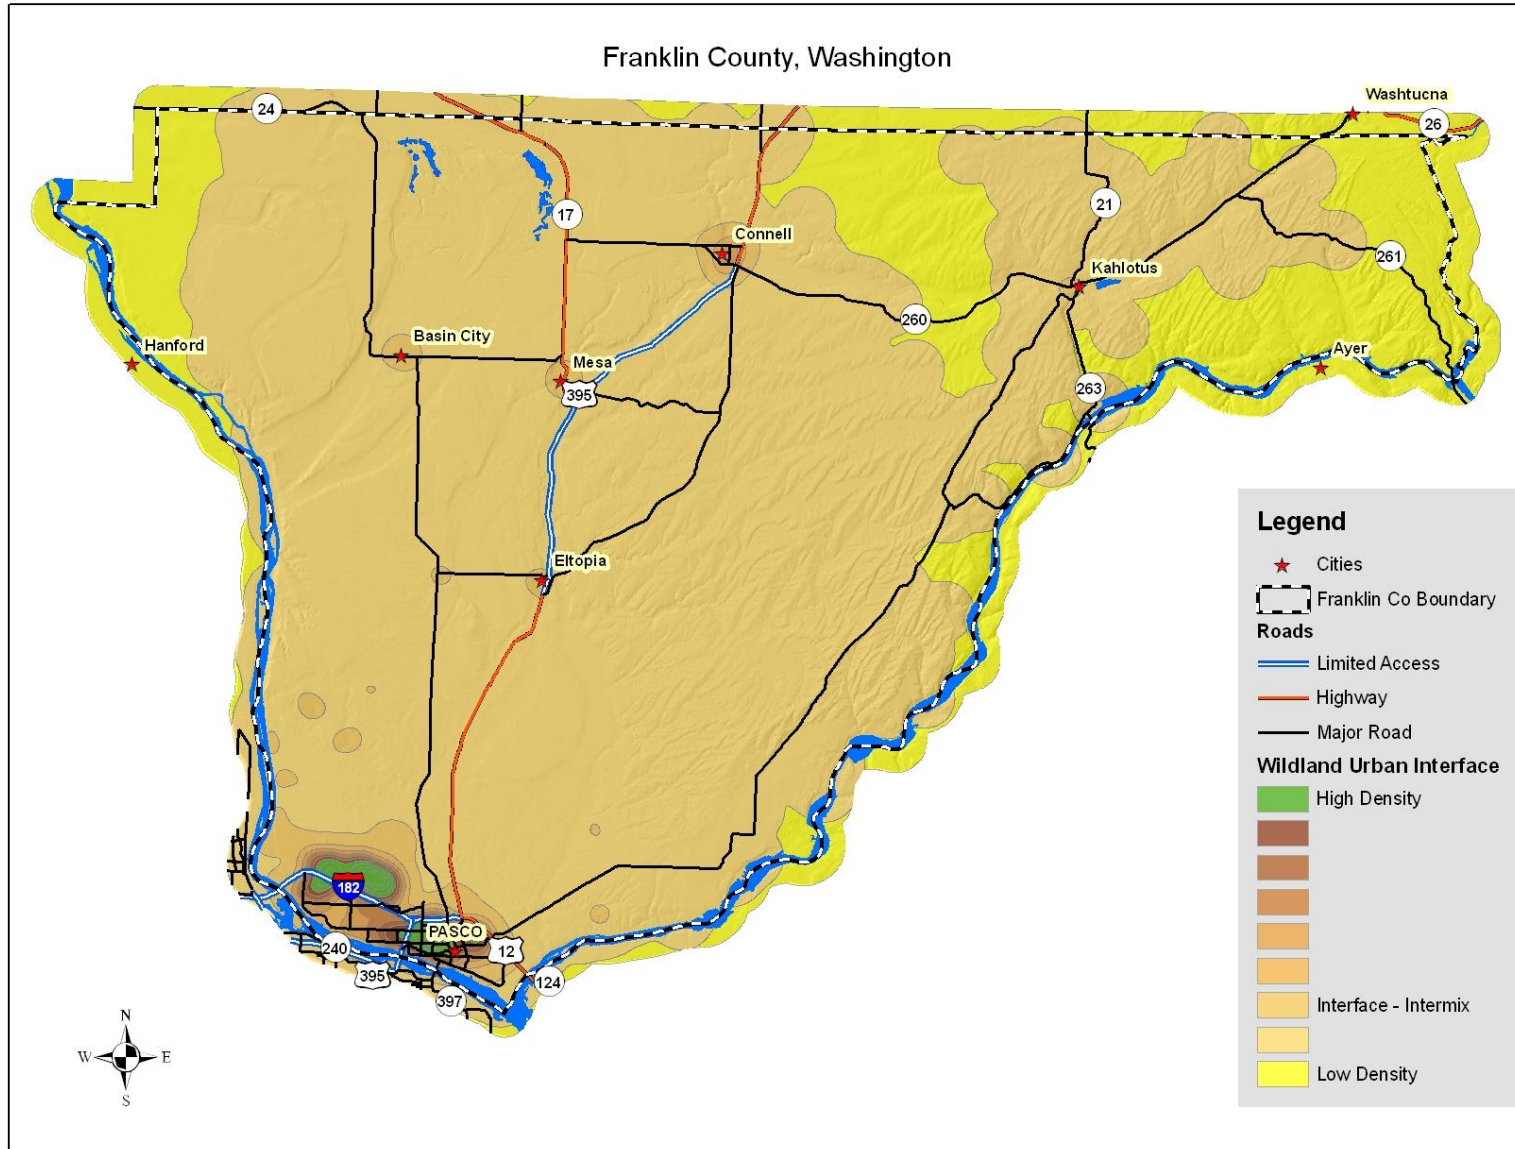 Franklin County, Washington
Washtucna
24
26
17
21
Connell
261
Kahlotus
260
Basin City
Hanford
Mesa
Ayer
395
263
Eltopia
182
PASCO
240
12
395
124
397
N
W
E
S
Legend
Cities
Franklin Co Boundary
Roads
Limited Access
Highway
Major Road
Wildland Urban Interface
High Density
Interface - Intermix
Low Density